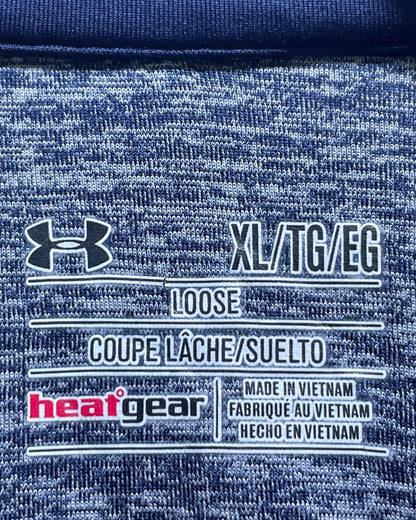 XL/TG/EG
LOOSE
COUPE LÂCHE/SUELTO
heatgear
MADE IN VIETNAM
FABRIQUÉ AU VIETNAM
HECHO EN VIETNAM